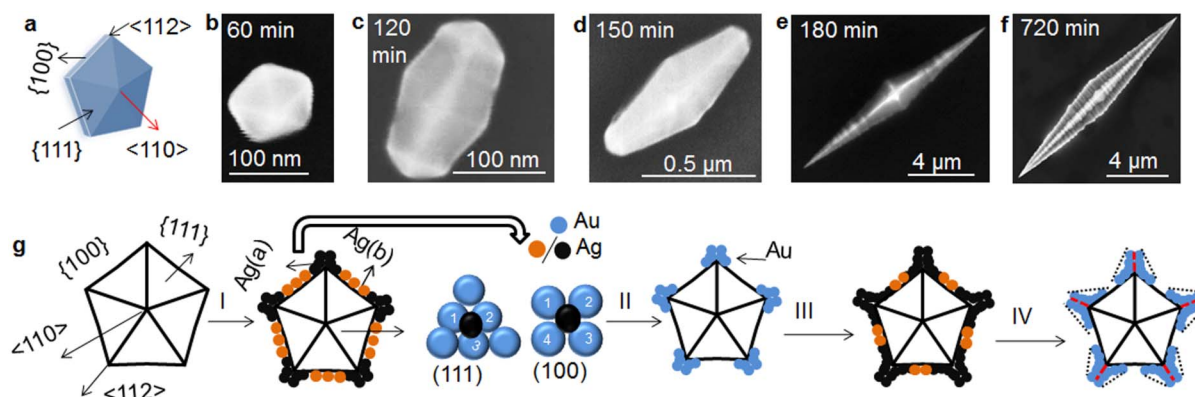 a
<112>
{100}
{111}
<110>
b
60 min
100 nm
c
120
min
100 nm
d
150 min
0.5 µm
e
180 min
4 µm
f
720 min
4 µm
g
{100}
{111}
<110>
<112>
I
Ag(a)
Ag(b)
Au
/ Ag
1 2
3
(111)
1 2
4 3
(100)
II
Au
III
IV